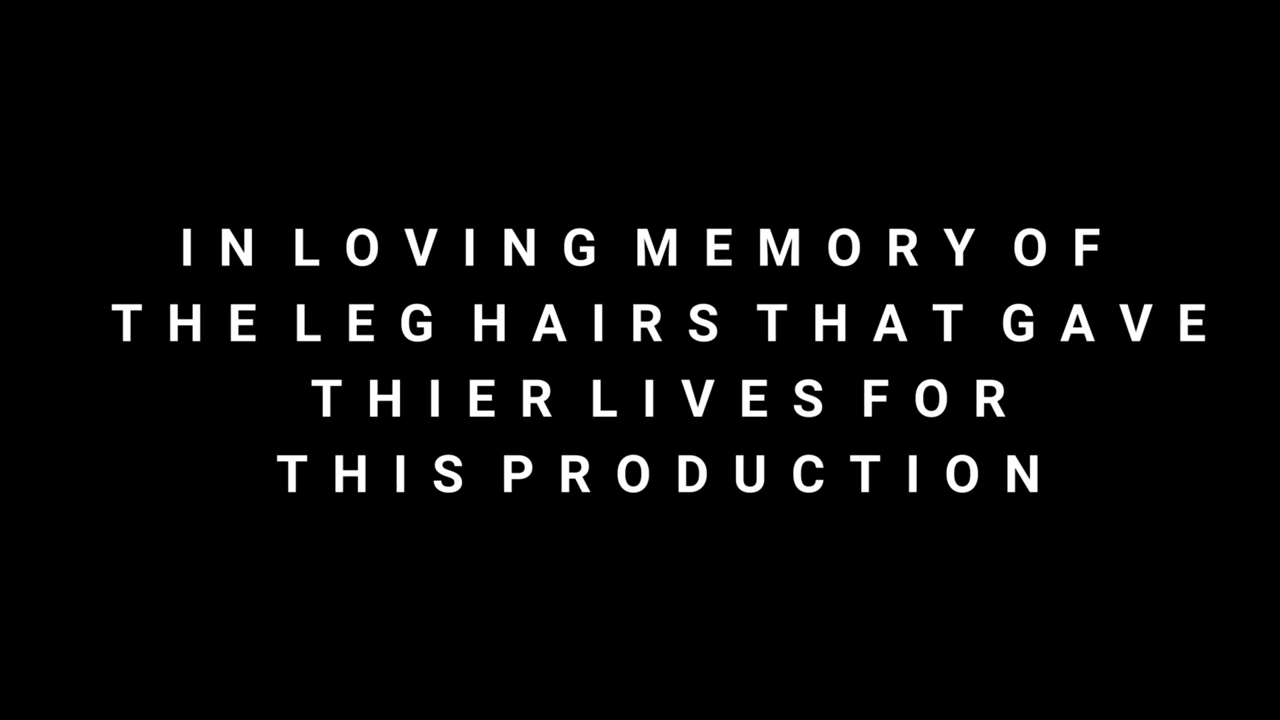 IN LOVING MEMORY OF
THE LEG HAIRS THAT GAVE
THIER LIVES FOR
THIS PRODUCTION